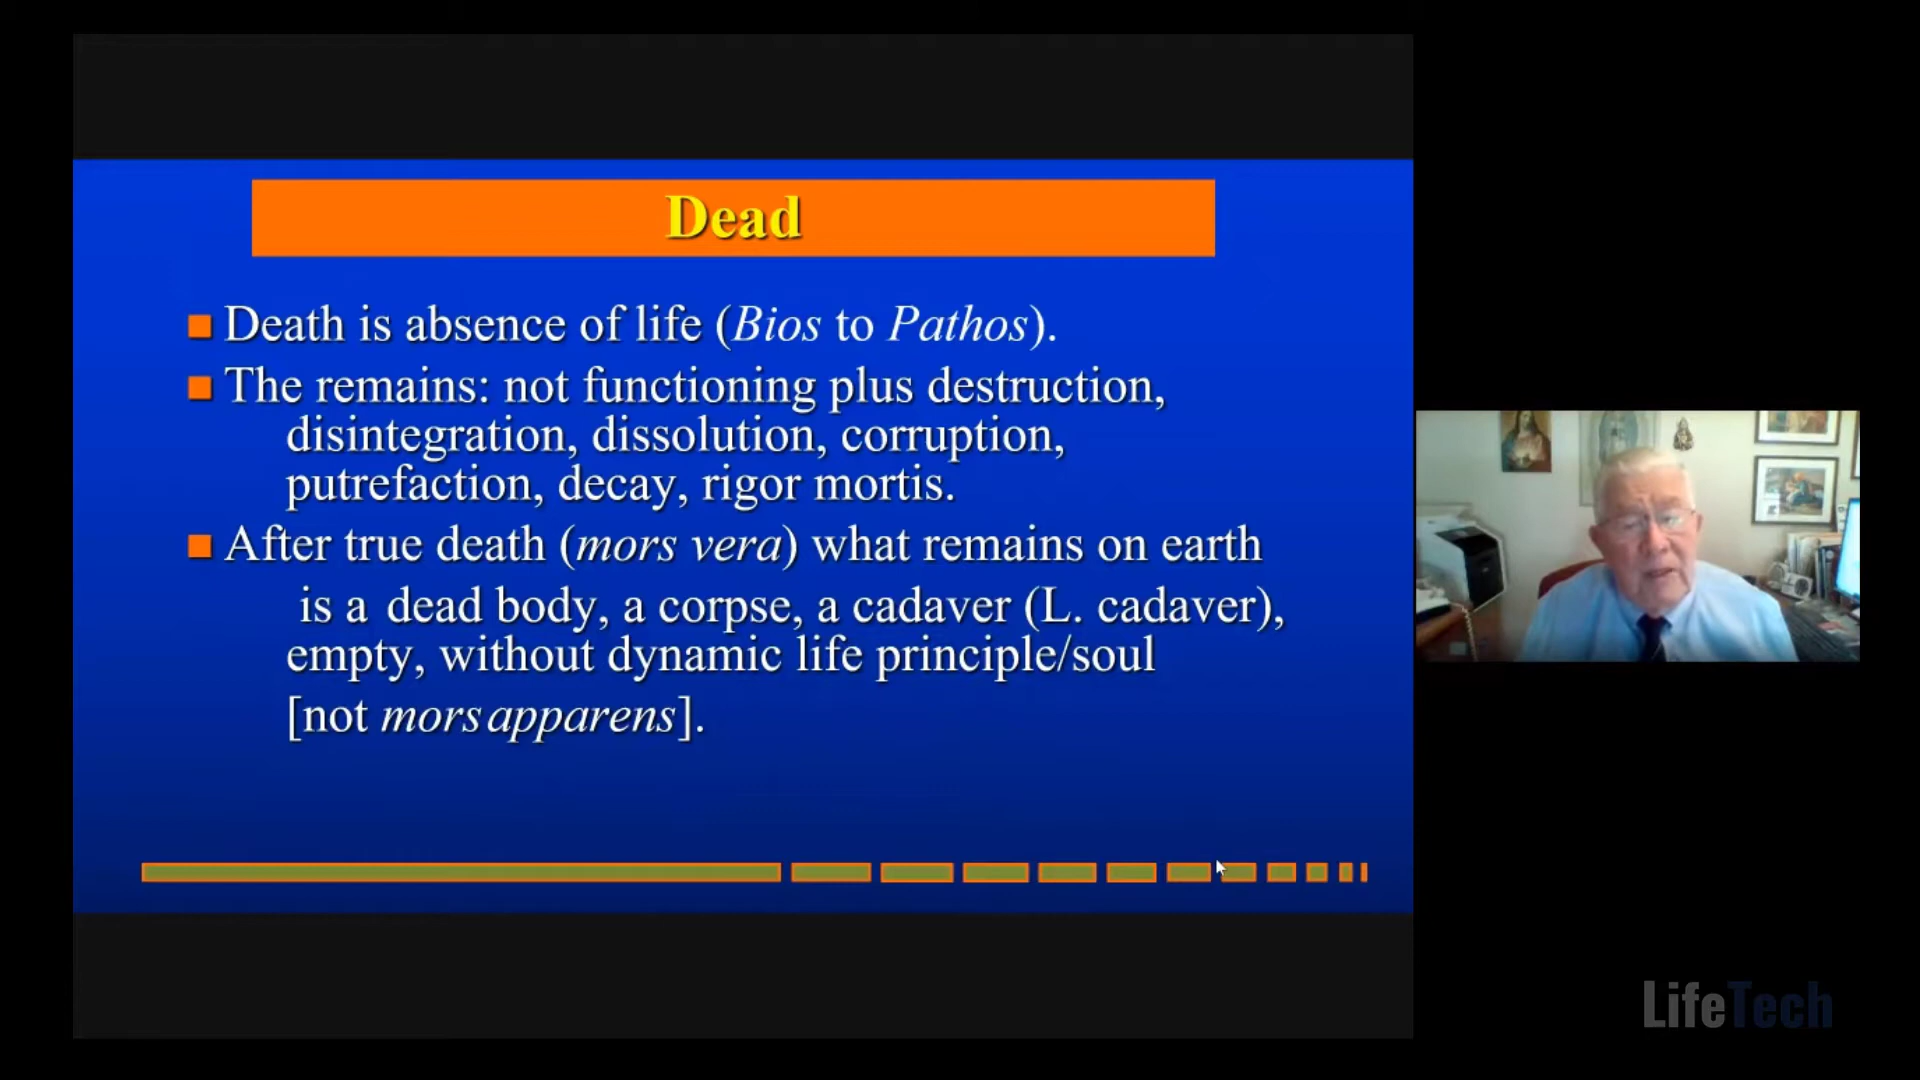 Dead
Death is absence of life (Bios to Pathos).
The remains: not functioning plus destruction,
disintegration, dissolution, corruption,
putrefaction, decay, rigor mortis.
After true death (mors vera) what remains on earth
is a dead body, a corpse, a cadaver (L. cadaver),
empty, without dynamic life principle/soul
[not mors apparens].
LifeTech